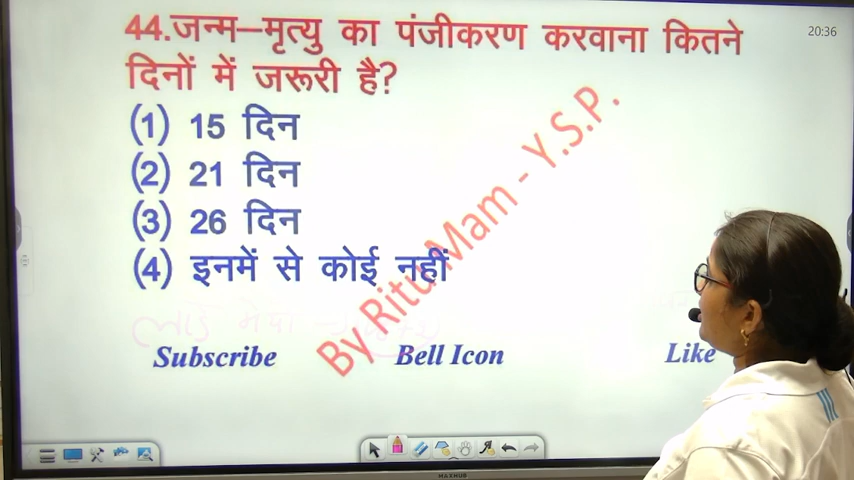 20:36
44.जन्म–मृत्यु का पंजीकरण करवाना कितने
दिनों में जरूरी है?
(1) 15 दिन
(2) 21 दिन
(3) 26 दिन
(4) इनमें से कोई नहीं
By Ritu Mam - Y.S.P.
Subscribe Bell Icon Like
MAXHUB